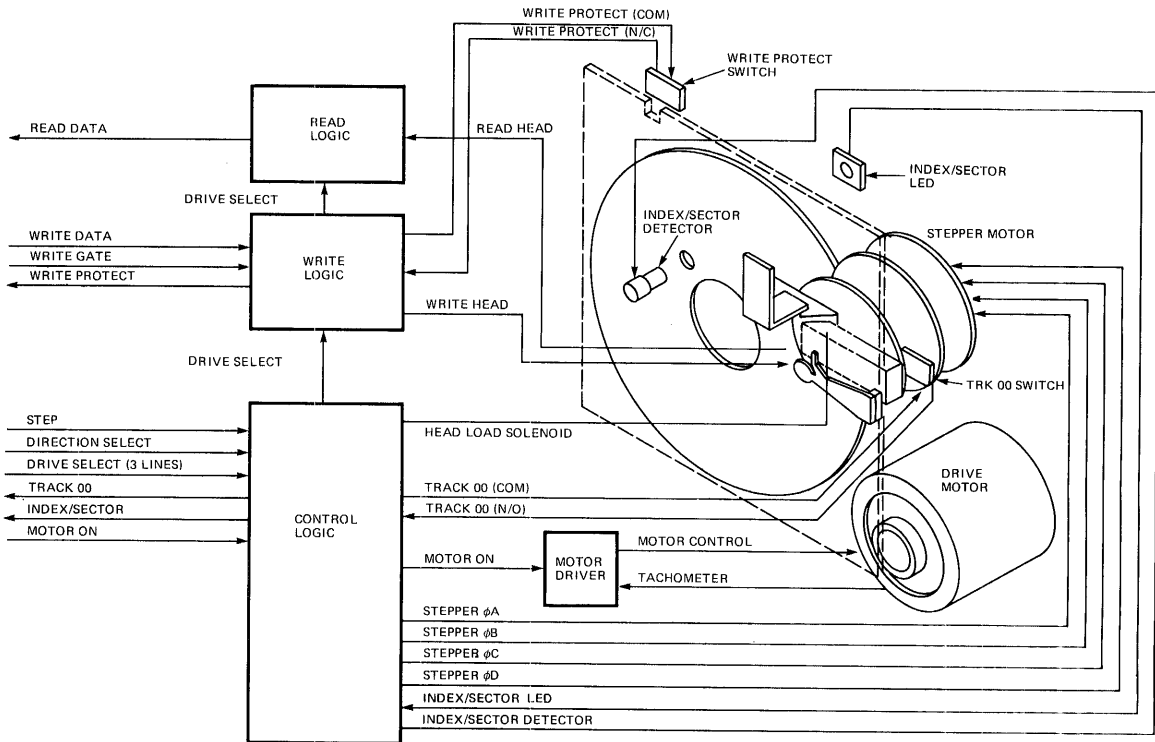 WRITE PROTECT (COM)
WRITE PROTECT (N/C)
WRITE PROTECT
SWITCH
READ DATA
READ
LOGIC
READ HEAD
INDEX/SECTOR
LED
DRIVE SELECT
INDEX/SECTOR
DETECTOR
STEPPER MOTOR
WRITE DATA
WRITE GATE
WRITE PROTECT
WRITE
LOGIC
WRITE HEAD
DRIVE SELECT
TRK 00 SWITCH
STEP
DIRECTION SELECT
DRIVE SELECT (3 LINES)
TRACK 00
INDEX/SECTOR
MOTOR ON
CONTROL
LOGIC
HEAD LOAD SOLENOID
TRACK 00 (COM)
TRACK 00 (N/O)
DRIVE
MOTOR
MOTOR ON
MOTOR
DRIVER
MOTOR CONTROL
TACHOMETER
STEPPER ϕA
STEPPER ϕB
STEPPER ϕC
STEPPER ϕD
INDEX/SECTOR LED
INDEX/SECTOR DETECTOR